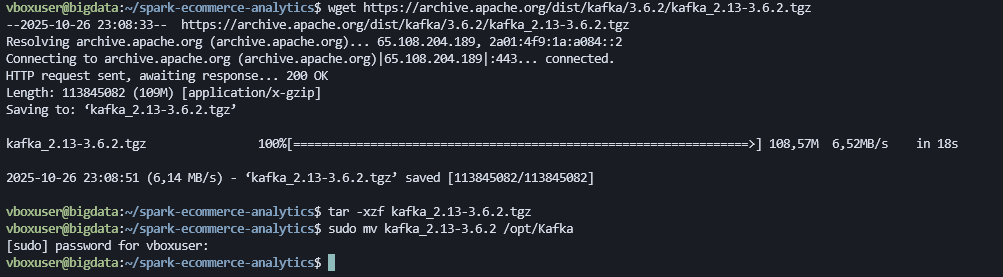 vboxuser@bigdata:~/spark-ecommerce-analytics$ wget https://archive.apache.org/dist/kafka/3.6.2/kafka_2.13-3.6.2.tgz
--2025-10-26 23:08:33--  https://archive.apache.org/dist/kafka/3.6.2/kafka_2.13-3.6.2.tgz
Resolving archive.apache.org (archive.apache.org)... 65.108.204.189, 2a01:4f9:1a:a084::2
Connecting to archive.apache.org (archive.apache.org)|65.108.204.189|:443... connected.
HTTP request sent, awaiting response... 200 OK
Length: 113845082 (109M) [application/x-gzip]
Saving to: ‘kafka_2.13-3.6.2.tgz’
kafka_2.13-3.6.2.tgz 100%[=================================================================>] 108,57M 6,52MB/s in 18s
2025-10-26 23:08:51 (6,14 MB/s) - ‘kafka_2.13-3.6.2.tgz’ saved [113845082/113845082]
vboxuser@bigdata:~/spark-ecommerce-analytics$ tar -xzf kafka_2.13-3.6.2.tgz
vboxuser@bigdata:~/spark-ecommerce-analytics$ sudo mv kafka_2.13-3.6.2 /opt/Kafka
[sudo] password for vboxuser:
vboxuser@bigdata:~/spark-ecommerce-analytics$